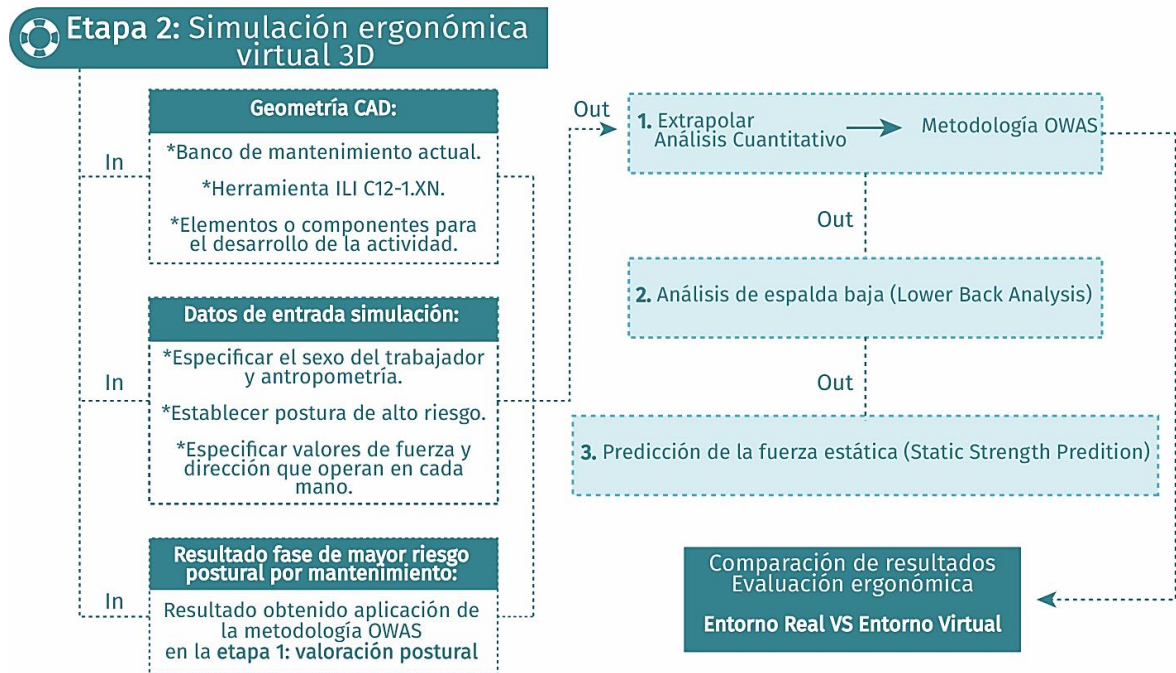 Etapa 2: Simulación ergonómica
virtual 3D
In
Geometría CAD:
*Banco de mantenimiento actual.
*Herramienta ILI C12-1.XN.
*Elementos o componentes para
el desarrollo de la actividad.
In
Datos de entrada simulación:
*Especificar el sexo del trabajador
y antropometría.
*Establecer postura de alto riesgo.
*Especificar valores de fuerza y
dirección que operan en cada
mano.
In
Resultado fase de mayor riesgo
postural por mantenimiento:
Resultado obtenido aplicación de
la metodología OWAS
en la etapa 1: valoración postural
Out
1. Extrapolar
Análisis Cuantitativo
Metodología OWAS
Out
2. Análisis de espalda baja (Lower Back Analysis)
Out
3. Predicción de la fuerza estática (Static Strength Predition)
Comparación de resultados
Evaluación ergonómica
Entorno Real VS Entorno Virtual